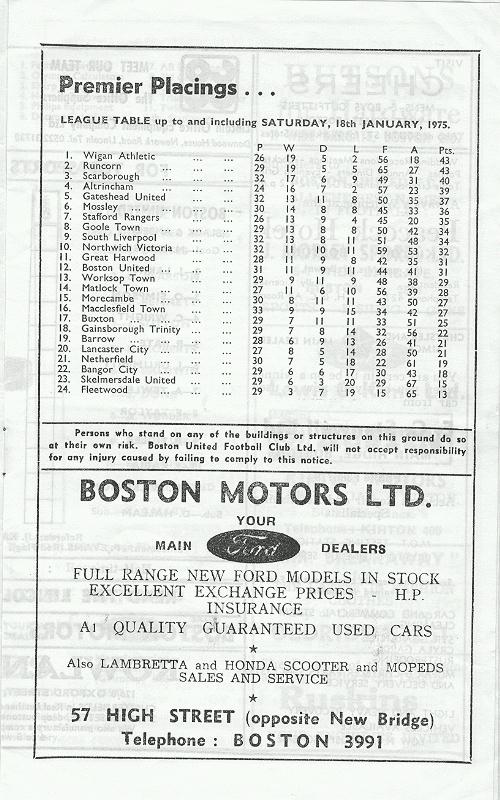 Premier Placings . . .
LEAGUE TABLE up to and including SATURDAY, 18th JANUARY, 1975.
P W D L F A Pts.
1. Wigan Athletic ... ... 26 19 5 2 56 18 43
2. Runcorn ... ... 29 19 5 5 65 27 43
3. Scarborough ... ... 32 17 6 9 49 31 40
4. Altrincham ... ... 24 16 7 2 57 23 39
5. Gateshead United ... ... 32 13 11 8 50 35 37
6. Mossley ... ... ... 30 14 8 8 45 33 36
7. Stafford Rangers ... ... 26 13 9 4 45 20 35
8. Goole Town ... ... 29 13 8 8 50 42 34
9. South Liverpool ... ... 32 13 8 11 51 48 34
10. Northwich Victoria ... ... 32 11 10 11 59 53 32
11. Great Harwood ... ... 28 11 9 8 42 35 31
12. Boston United ... ... ... 31 11 9 11 44 41 31
13. Worksop Town ... ... 29 9 11 9 48 38 29
14. Matlock Town ... ... 27 11 6 10 56 39 28
15. Morecambe ... ... 30 8 11 11 43 50 27
16. Macclesfield Town ... ... 33 9 9 15 34 42 27
17. Buxton ... ... ... 29 7 11 11 33 51 25
18. Gainsborough Trinity ... ... 29 7 8 14 32 56 22
19. Barrow ... ... ... ... 28 6 9 13 26 41 21
20. Lancaster City ... ... ... 27 8 5 14 28 50 21
21. Netherfield ... ... 30 7 5 18 22 61 19
22. Bangor City ... ... 29 6 6 17 30 43 18
23. Skelmersdale United ... ... 29 6 3 20 29 67 15
24. Fleetwood ... ... ... 29 3 7 19 15 65 13
Persons who stand on any of the buildings or structures on this ground do so
at their own risk. Boston United Football Club Ltd. will not accept responsibility
for any injury caused by failing to comply to this notice.
BOSTON MOTORS LTD.
YOUR
MAIN Ford DEALERS
FULL RANGE NEW FORD MODELS IN STOCK
EXCELLENT EXCHANGE PRICES - H.P.
INSURANCE
A1 QUALITY GUARANTEED USED CARS
★
Also LAMBRETTA and HONDA SCOOTER and MOPEDS
SALES AND SERVICE
★
57 HIGH STREET (opposite New Bridge)
Telephone : BOSTON 3991